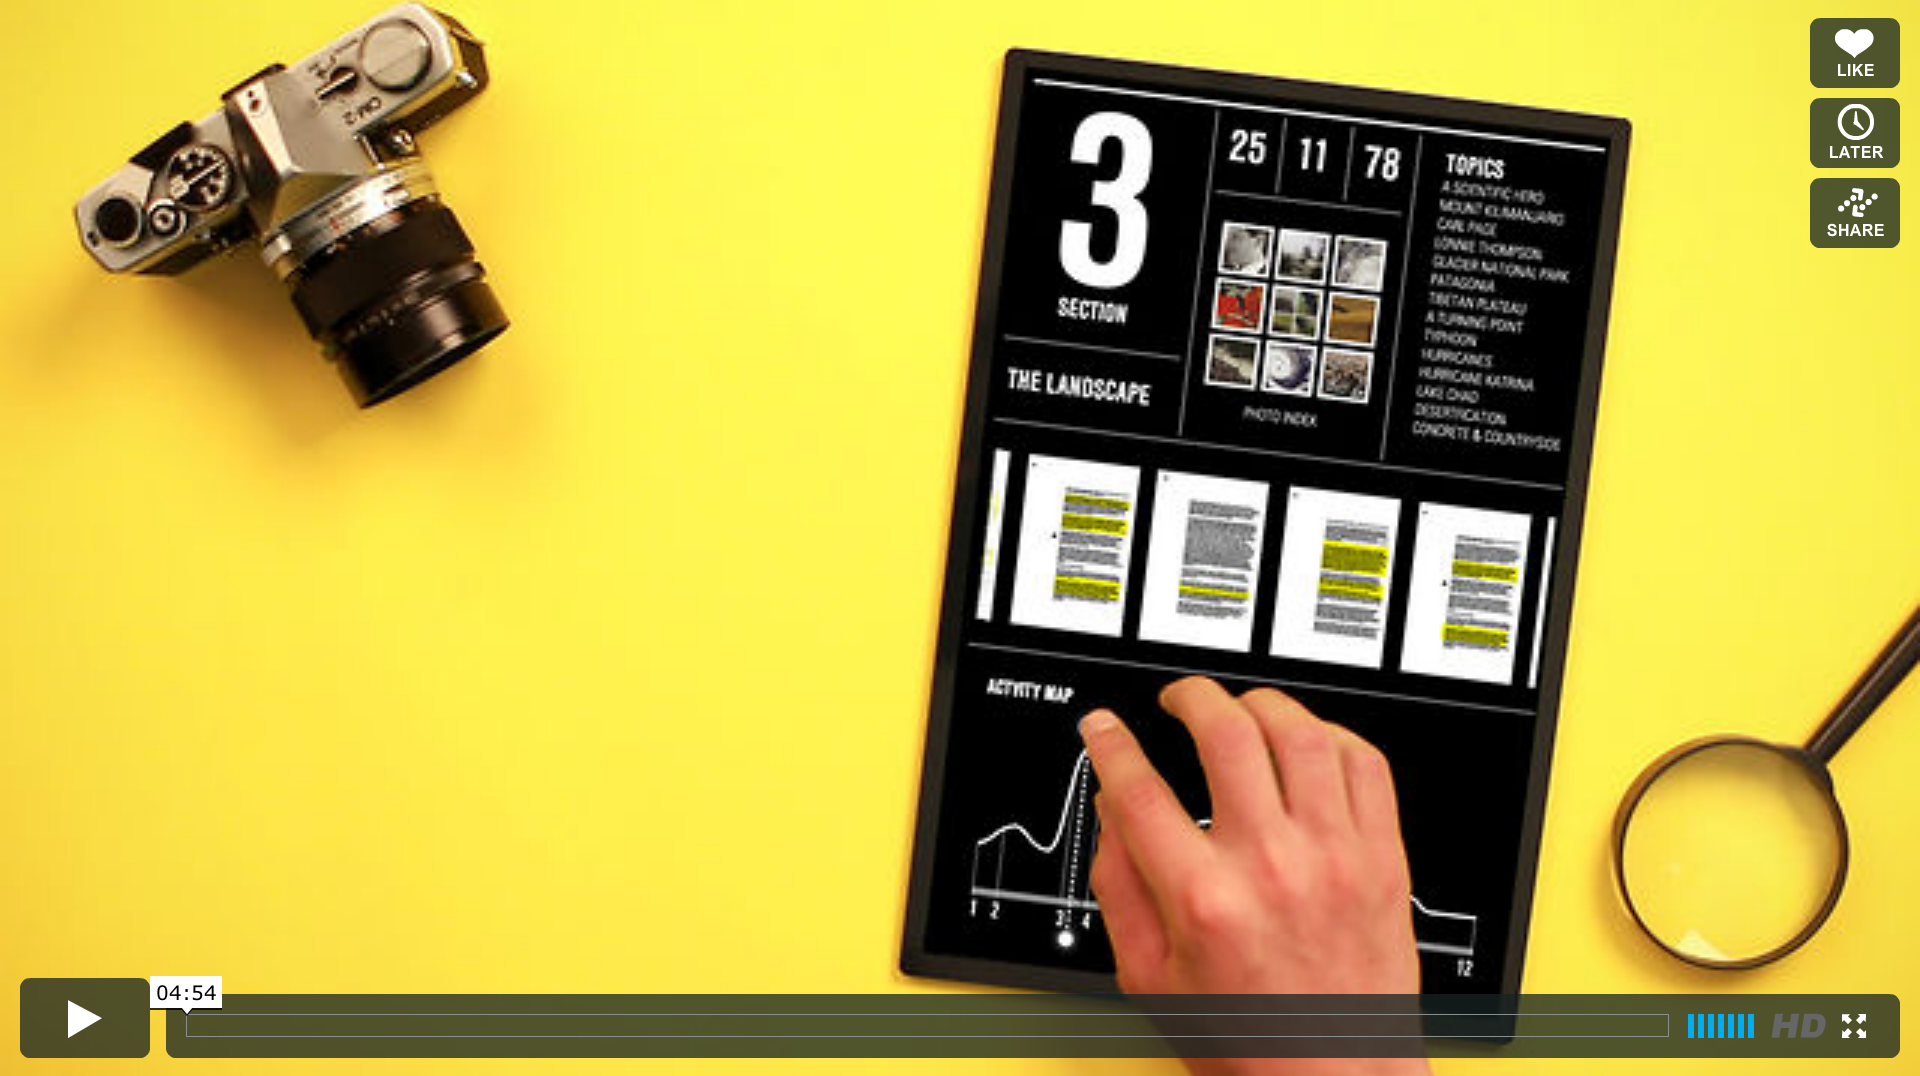 LIKE
LATER
SHARE
OM-2
3
SECTION
THE LANDSCAPE
25 11 78
PHOTO INDEX
TOPICS
A SCIENTIFIC HERO
MOUNT KILIMANJARO
CARL PAGE
LONNIE THOMPSON
GLACIER NATIONAL PARK
PATAGONIA
TIBETAN PLATEAU
A TURNING POINT
TYPHOON
HURRICANES
HURRICANE KATRINA
LAKE CHAD
DESERTIFICATION
CONCRETE & COUNTRYSIDE
ACTIVITY MAP
1 2 3 4 12
04:54
HD